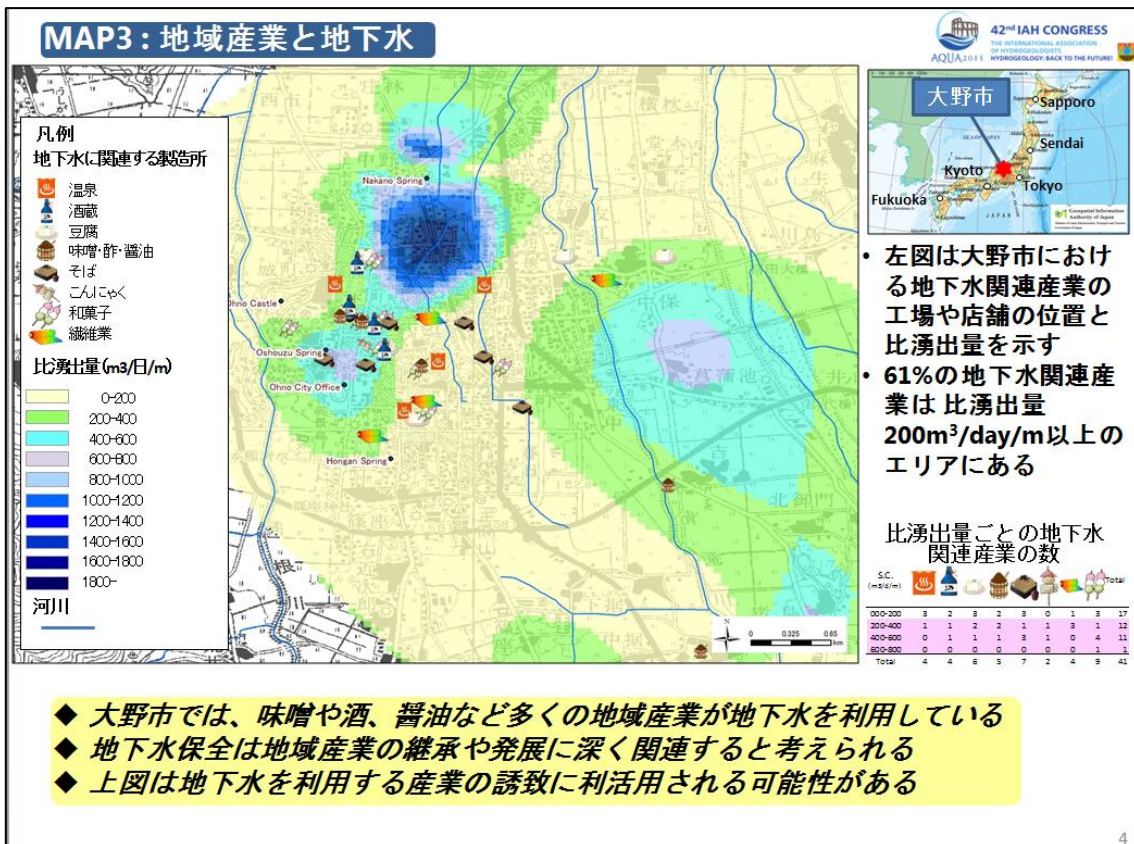 MAP3：地域産業と地下水
AQUA2015
42nd IAH CONGRESS
THE INTERNATIONAL ASSOCIATION
OF HYDROGEOLOGISTS
HYDROGEOLOGY: BACK TO THE FUTURE!
凡例
地下水に関連する製造所
温泉
酒蔵
豆腐
味噌・酢・醤油
そば
こんにゃく
和菓子
繊維業
比湧出量(m3/日/m)
0-200
200-400
400-600
600-800
800-1000
1000-1200
1200-1400
1400-1600
1600-1800
1800-
河川
Nakano Spring
Ohno Castle
Oshouzu Spring
Ohno City Office
Hongan Spring
0 0.325 0.65
km
大野市
Sapporo
SEA OF JAPAN
Sendai
Kyoto
Tokyo
Fukuoka
JAPAN
Geospatial Information
Authority of Japan
• 左図は大野市におけ
る地下水関連産業の
工場や店舗の位置と
比湧出量を示す
• 61%の地下水関連産
業は 比湧出量
200m³/day/m以上の
エリアにある
比湧出量ごとの地下水
関連産業の数
S.C. Total
(m3/d/m)
000-200 3 2 3 2 3 0 1 3 17
200-400 1 1 2 2 1 1 3 1 12
400-600 0 1 1 1 3 1 0 4 11
600-800 0 0 0 0 0 0 0 1 1
Total 4 4 6 5 7 2 4 9 41
◆ 大野市では、味噌や酒、醤油など多くの地域産業が地下水を利用している
◆ 地下水保全は地域産業の継承や発展に深く関連すると考えられる
◆ 上図は地下水を利用する産業の誘致に利活用される可能性がある
4